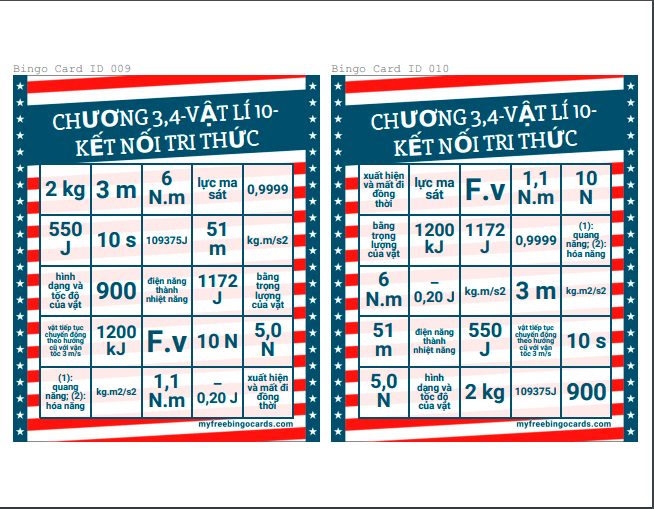 Bingo Card ID 009
CHƯƠNG 3,4-VẬT LÍ 10-
KẾT NỐI TRI THỨC
2 kg
3 m
6
N.m
lực ma
sát
0,9999
550
J
10 s
109375J
51
m
kg.m/s2
hình
dạng và
tốc độ
của vật
900
điện năng
thành
nhiệt năng
1172
J
bằng
trọng
lượng
của vật
vật tiếp tục
chuyển động
theo hướng
cũ với vận
tốc 3 m/s
1200
kJ
F.v
10 N
5,0
N
(1):
quang
năng; (2):
hóa năng
kg.m2/s2
1,1
N.m
–
0,20 J
xuất hiện
và mất đi
đồng
thời
myfreebingocards.com
Bingo Card ID 010
CHƯƠNG 3,4-VẬT LÍ 10-
KẾT NỐI TRI THỨC
xuất hiện
và mất đi
đồng
thời
lực ma
sát
F.v
1,1
N.m
10
N
bằng
trọng
lượng
của vật
1200
kJ
1172
J
0,9999
(1):
quang
năng; (2):
hóa năng
6
N.m
–
0,20 J
kg.m/s2
3 m
kg.m2/s2
51
m
điện năng
thành
nhiệt năng
550
J
vật tiếp tục
chuyển động
theo hướng
cũ với vận
tốc 3 m/s
10 s
5,0
N
hình
dạng và
tốc độ
của vật
2 kg
109375J
900
myfreebingocards.com